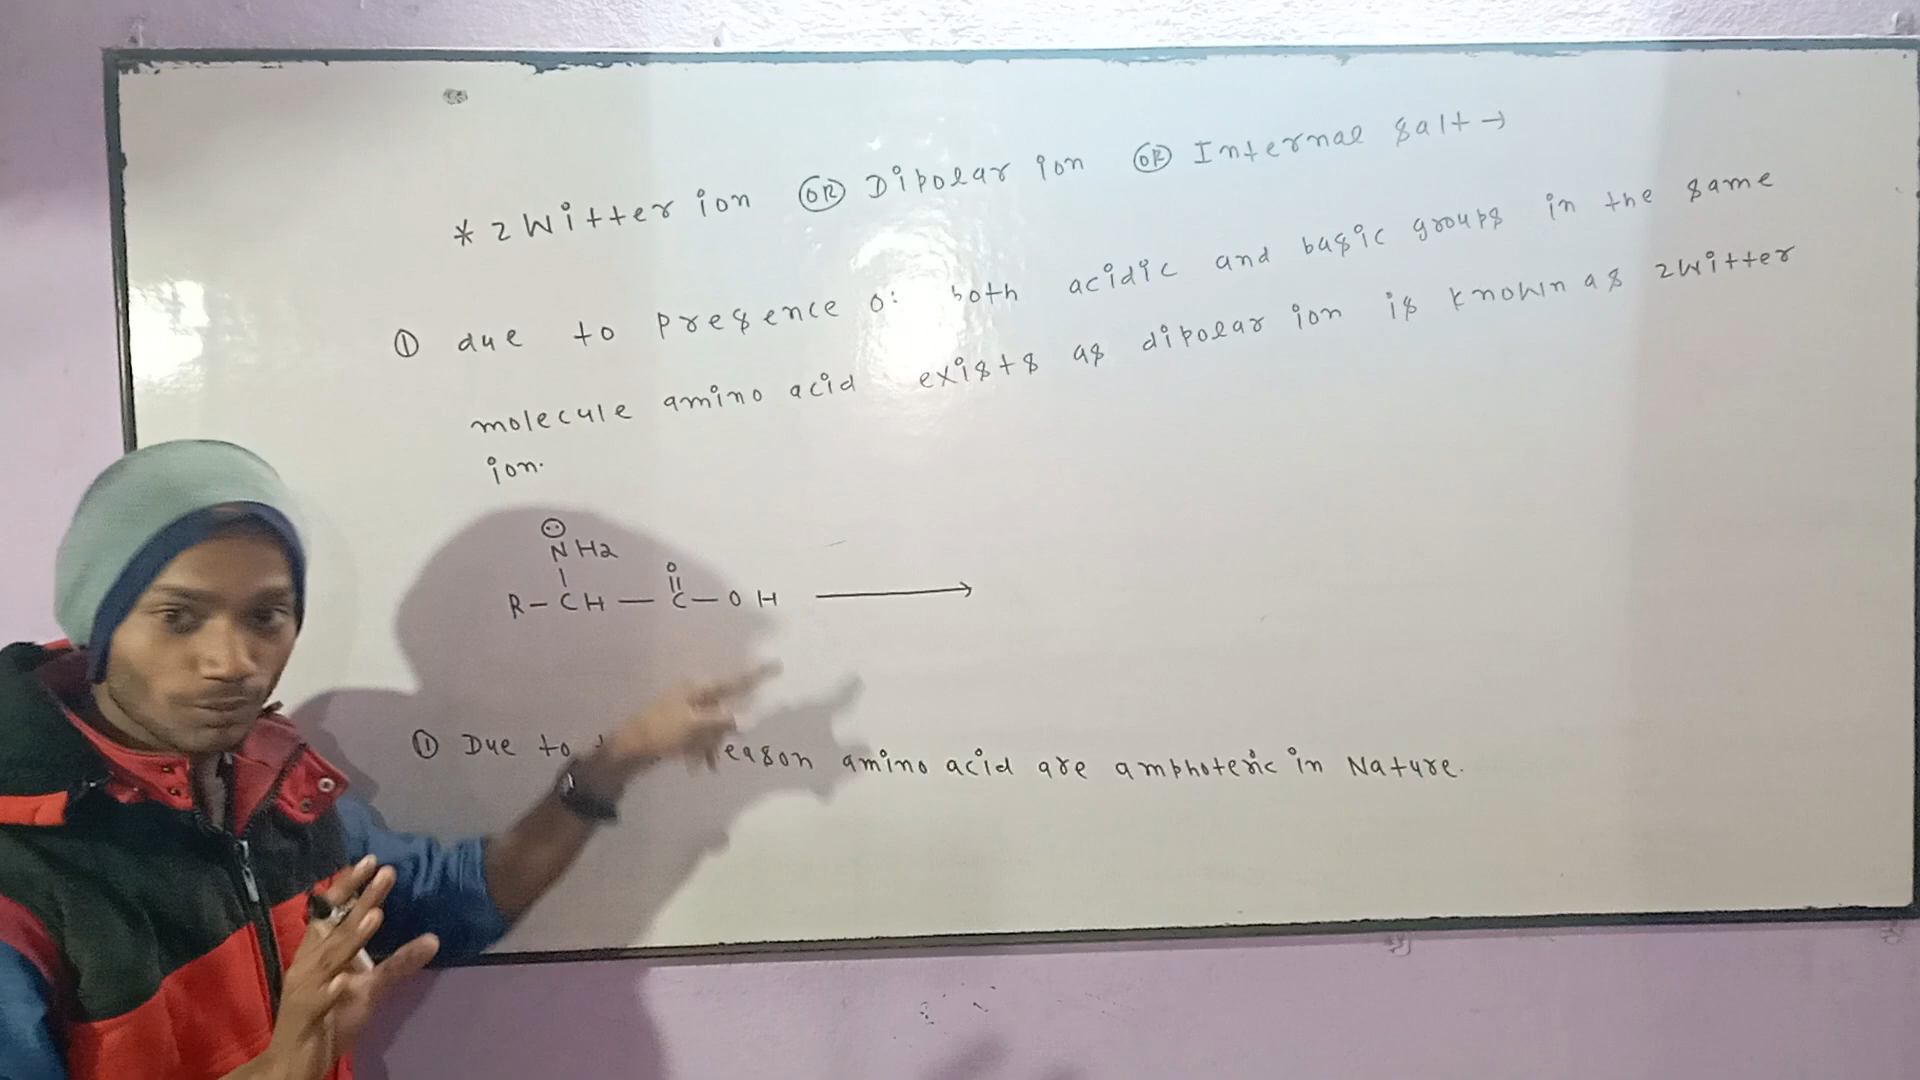 * Zwitter ion OR Dipolar ion OR Internal salt →
① due to presence of both acidic and basic groups in the same
molecule amino acid exists as dipolar ion is known as zwitter
ion.
NH2
O
R-CH-C-OH
① Due to eason amino acid are amphoteric in Nature.